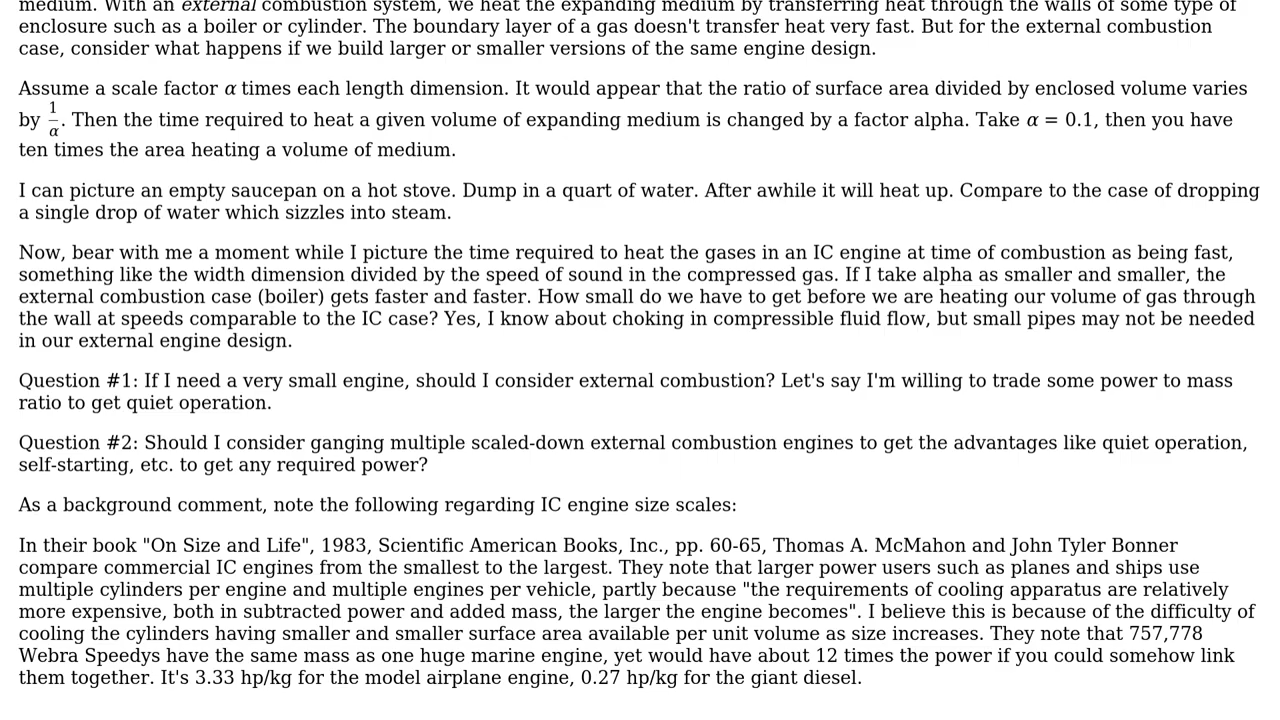 medium. With an external combustion system, we heat the expanding medium by transferring heat through the walls of some type of
enclosure such as a boiler or cylinder. The boundary layer of a gas doesn't transfer heat very fast. But for the external combustion
case, consider what happens if we build larger or smaller versions of the same engine design.
Assume a scale factor α times each length dimension. It would appear that the ratio of surface area divided by enclosed volume varies
by 1/α. Then the time required to heat a given volume of expanding medium is changed by a factor alpha. Take α = 0.1, then you have
ten times the area heating a volume of medium.
I can picture an empty saucepan on a hot stove. Dump in a quart of water. After awhile it will heat up. Compare to the case of dropping
a single drop of water which sizzles into steam.
Now, bear with me a moment while I picture the time required to heat the gases in an IC engine at time of combustion as being fast,
something like the width dimension divided by the speed of sound in the compressed gas. If I take alpha as smaller and smaller, the
external combustion case (boiler) gets faster and faster. How small do we have to get before we are heating our volume of gas through
the wall at speeds comparable to the IC case? Yes, I know about choking in compressible fluid flow, but small pipes may not be needed
in our external engine design.
Question #1: If I need a very small engine, should I consider external combustion? Let's say I'm willing to trade some power to mass
ratio to get quiet operation.
Question #2: Should I consider ganging multiple scaled-down external combustion engines to get the advantages like quiet operation,
self-starting, etc. to get any required power?
As a background comment, note the following regarding IC engine size scales:
In their book "On Size and Life", 1983, Scientific American Books, Inc., pp. 60-65, Thomas A. McMahon and John Tyler Bonner
compare commercial IC engines from the smallest to the largest. They note that larger power users such as planes and ships use
multiple cylinders per engine and multiple engines per vehicle, partly because "the requirements of cooling apparatus are relatively
more expensive, both in subtracted power and added mass, the larger the engine becomes". I believe this is because of the difficulty of
cooling the cylinders having smaller and smaller surface area available per unit volume as size increases. They note that 757,778
Webra Speedys have the same mass as one huge marine engine, yet would have about 12 times the power if you could somehow link
them together. It's 3.33 hp/kg for the model airplane engine, 0.27 hp/kg for the giant diesel.